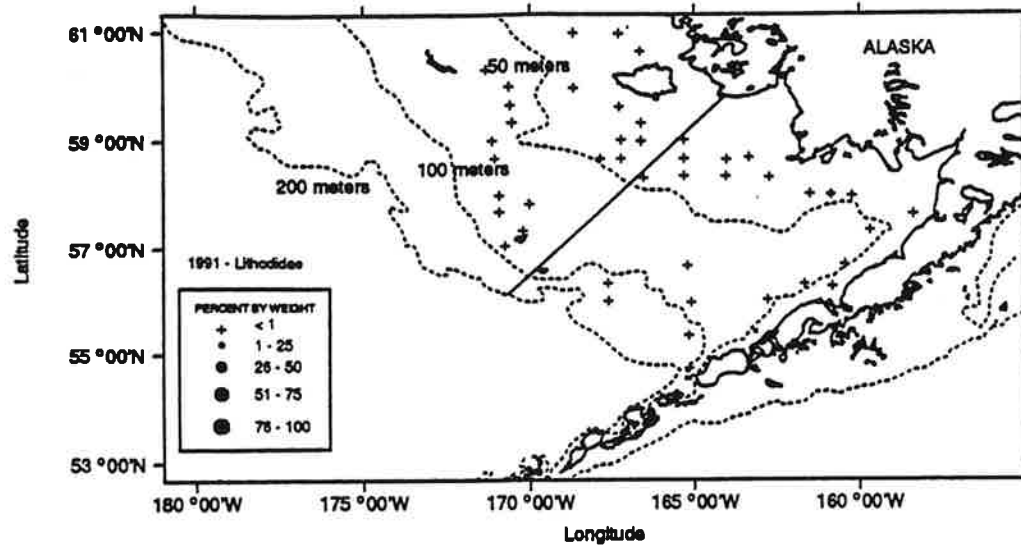 61 °00'N
ALASKA
50 meters
59 °00'N
100 meters
200 meters
Latitude
57 °00'N
1991 - Lithodidae
PERCENT BY WEIGHT
< 1
1 - 25
26 - 50
51 - 75
76 - 100
55 °00'N
53 °00'N
180 °00'W
175 °00'W
170 °00'W
165 °00'W
160 °00'W
Longitude